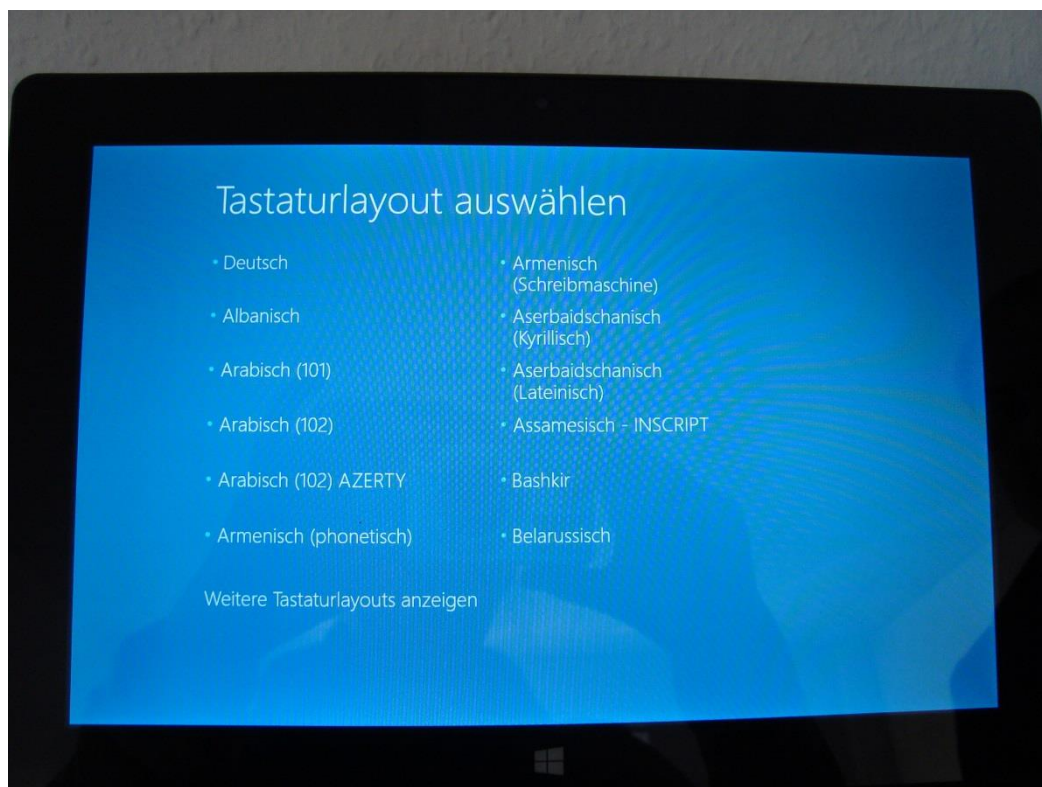 Tastaturlayout auswählen
Deutsch
Albanisch
Arabisch (101)
Arabisch (102)
Arabisch (102) AZERTY
Armenisch (phonetisch)
Armenisch
(Schreibmaschine)
Aserbaidschanisch
(Kyrillisch)
Aserbaidschanisch
(Lateinisch)
Assamesisch - INSCRIPT
Bashkir
Belarussisch
Weitere Tastaturlayouts anzeigen